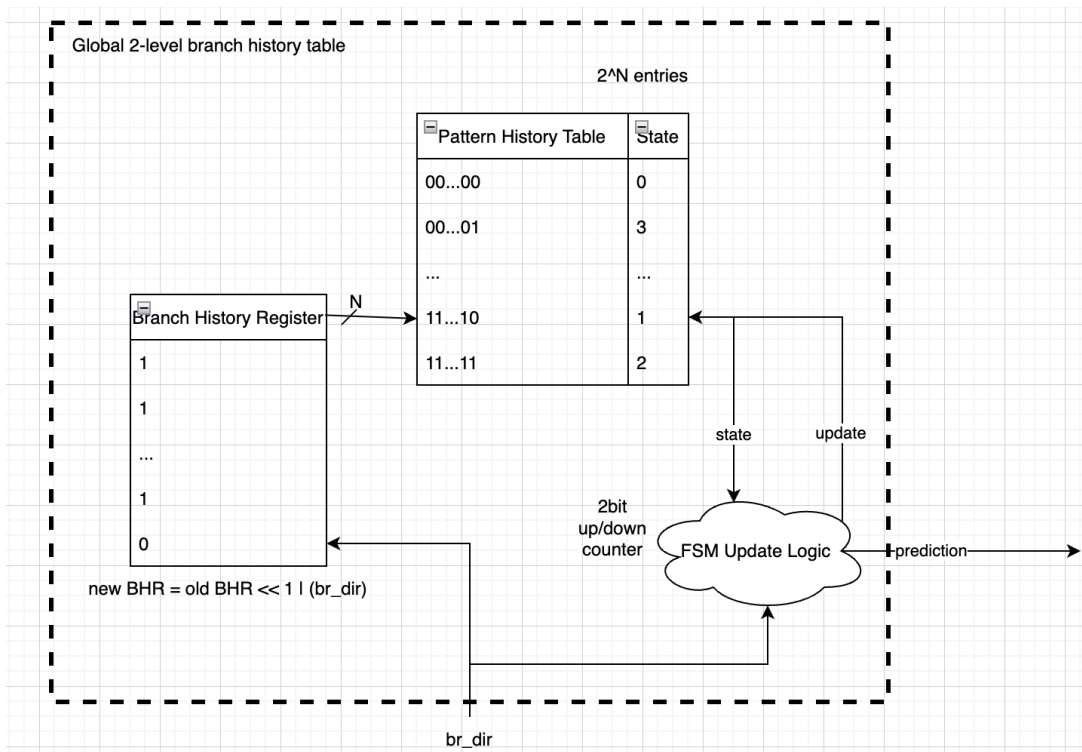 Global 2-level branch history table
2^N entries
Pattern History Table State
00...00 0
00...01 3
... ...
11...10 1
11...11 2
N
Branch History Register
1
1
...
1
0
new BHR = old BHR << 1 | (br_dir)
state
update
2bit
up/down
counter
FSM Update Logic
prediction
br_dir